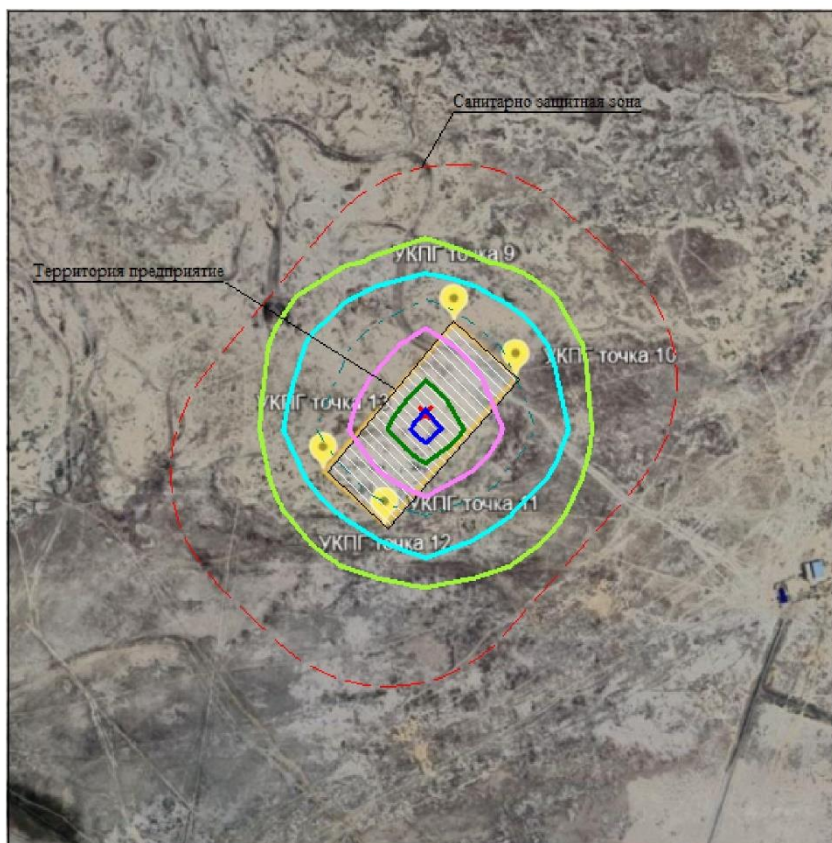 Санитарно защитная зона
УКПГ точка 9
Территория предприятие
УКПГ точка 10
УКПГ точка 13
УКПГ точка 11
УКПГ точка 12